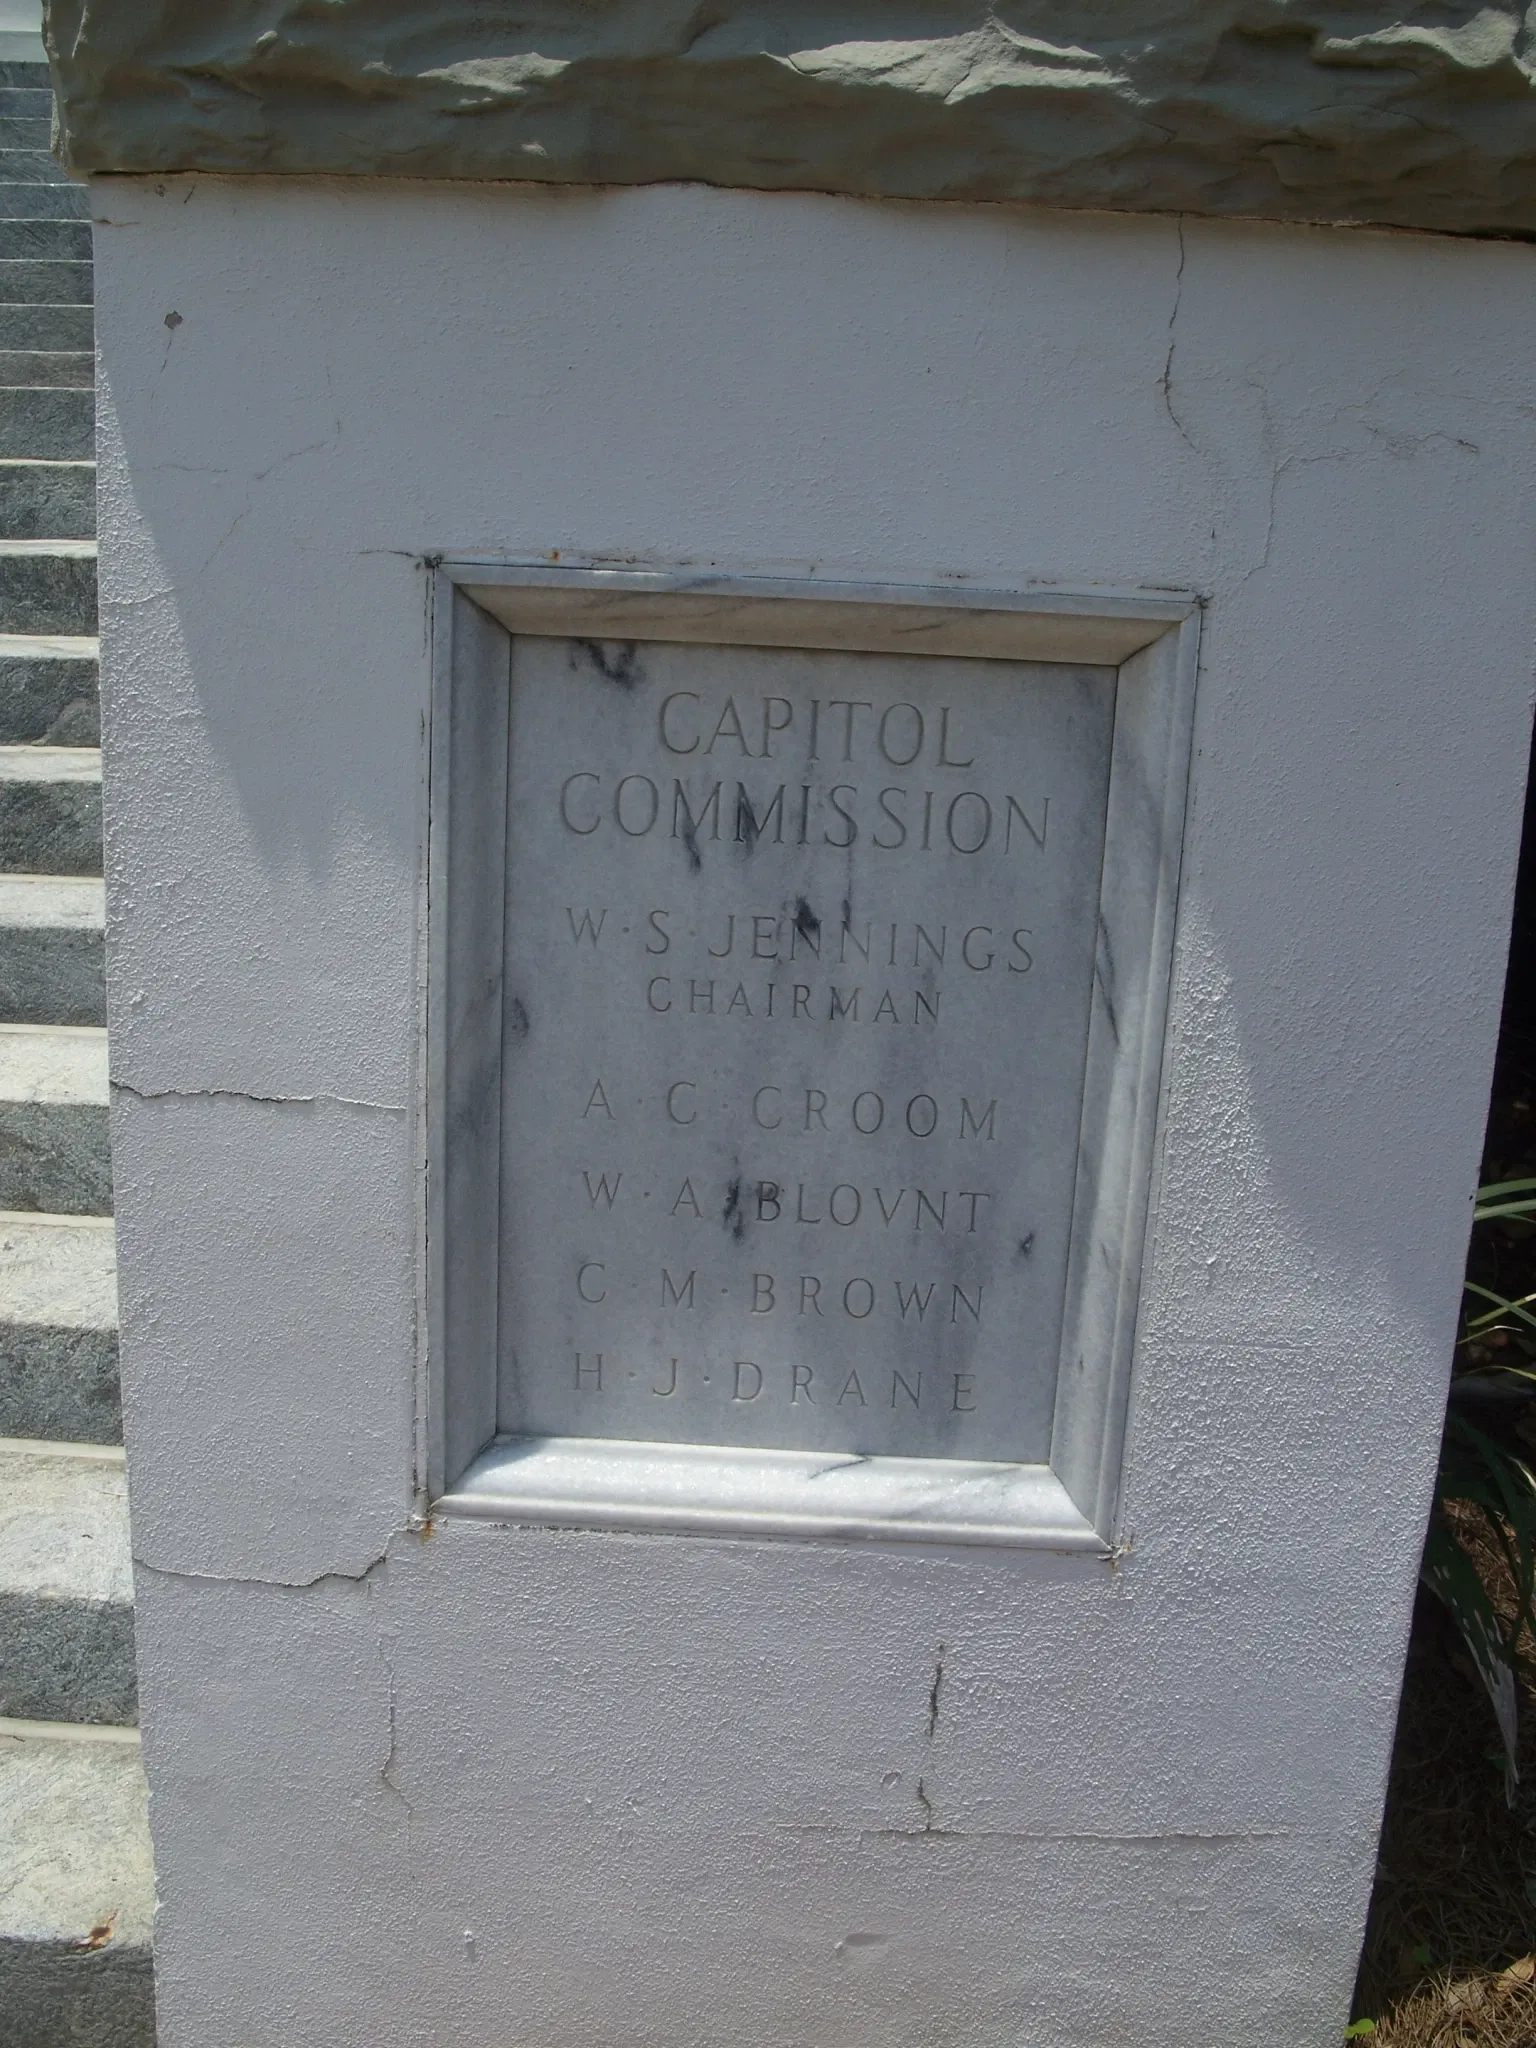 CAPITOL
COMMISSION
W·S·JENNINGS
CHAIRMAN
A·C·CROOM
W·A·BLOVNT
C·M·BROWN
H·J·DRANE